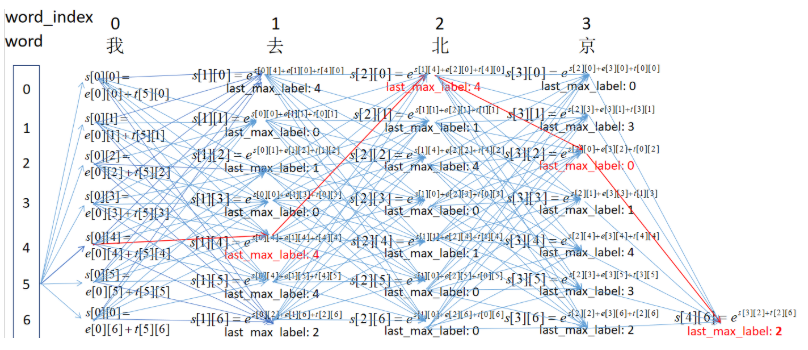 word_index 0 1 2 3
word 我 去 北 京
0
s[0][0]=
e[0][0]+t[5][0]
s[1][0]=e^s[0][4]+e[1][0]+t[4][0]
last_max_label: 4
s[2][0]=e^s[1][4]+e[2][0]+t[4][0]
last_max_label: 4
s[3][0]=e^s[2][0]+e[3][0]+t[0][0]
last_max_label: 0
1
s[0][1]=
e[0][1]+t[5][1]
s[1][1]=e^s[0][0]+e[1][1]+t[0][1]
last_max_label: 0
s[2][1]=e^s[1][1]+e[2][1]+t[1][1]
last_max_label: 1
s[3][1]=e^s[2][3]+e[3][1]+t[3][1]
last_max_label: 3
2
s[0][2]=
e[0][2]+t[5][2]
s[1][2]=e^s[0][1]+e[1][2]+t[1][2]
last_max_label: 1
s[2][2]=e^s[1][4]+e[2][2]+t[4][2]
last_max_label: 4
s[3][2]=e^s[2][0]+e[3][2]+t[0][2]
last_max_label: 0
3
s[0][3]=
e[0][3]+t[5][3]
s[1][3]=e^s[0][0]+e[1][3]+t[0][3]
last_max_label: 0
s[2][3]=e^s[1][0]+e[2][3]+t[0][3]
last_max_label: 0
s[3][3]=e^s[2][1]+e[3][3]+t[1][3]
last_max_label: 1
4
s[0][4]=
e[0][4]+t[5][4]
s[1][4]=e^s[0][4]+e[1][4]+t[4][4]
last_max_label: 4
s[2][4]=e
last_max_label: 1
s[3][4]=e^s[2][4]+e[3][4]+t[4][4]
last_max_label: 4
5
s[0][5]=
e[0][5]+t[5][5]
s[1][5]=e^s[0][4]+e[1][5]+t[4][5]
last_max_label: 4
s[2][5]=e^s[1][0]+e[2][5]+t[0][5]
last_max_label: 0
s[3][5]=e^s[2][3]+e[3][5]+t[3][5]
last_max_label: 3
6
s[0][0]=
e[0][6]+t[5][6]
s[1][6]=e^s[0][2]+e[1][6]+t[2][6]
last_max_label: 2
s[2][6]=e^s[1][0]+e[2][6]+t[0][6]
last_max_label: 0
s[3][6]=e^s[2][2]+e[3][6]+t[2][6]
last_max_label: 2
s[4][6]=e^s[3][2]+t[2][6]
last_max_label: 2